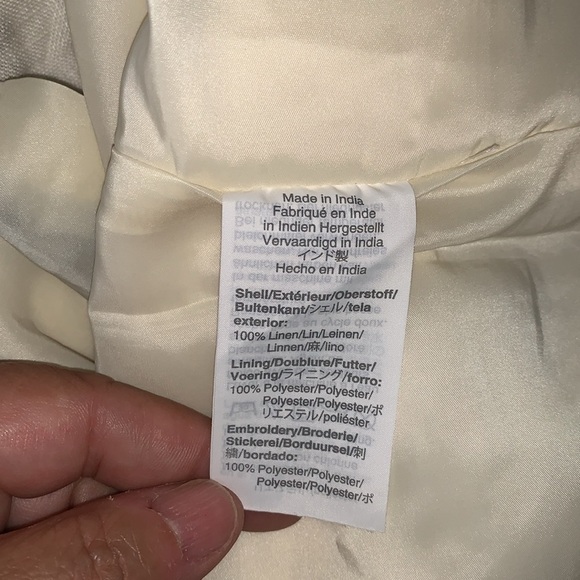 Made in India
Fabriqué en Inde
in Indien Hergestellt
Vervaardigd in India
インド製
Hecho en India
Shell/Extérieur/Oberstoff/
Buitenkant/シェル/tela
exterior:
100% Linen/Lin/Leinen/
Linnen/麻/lino
Lining/Doublure/Futter/
Voering/ライニング/forro:
100% Polyester/Polyester/
Polyester/Polyester/ポ
リエステル/poliéster
Embroidery/Broderie/
Stickerei/Borduursel/刺
繍/bordado:
100% Polyester/Polyester/
Polyester/Polyester/ポ